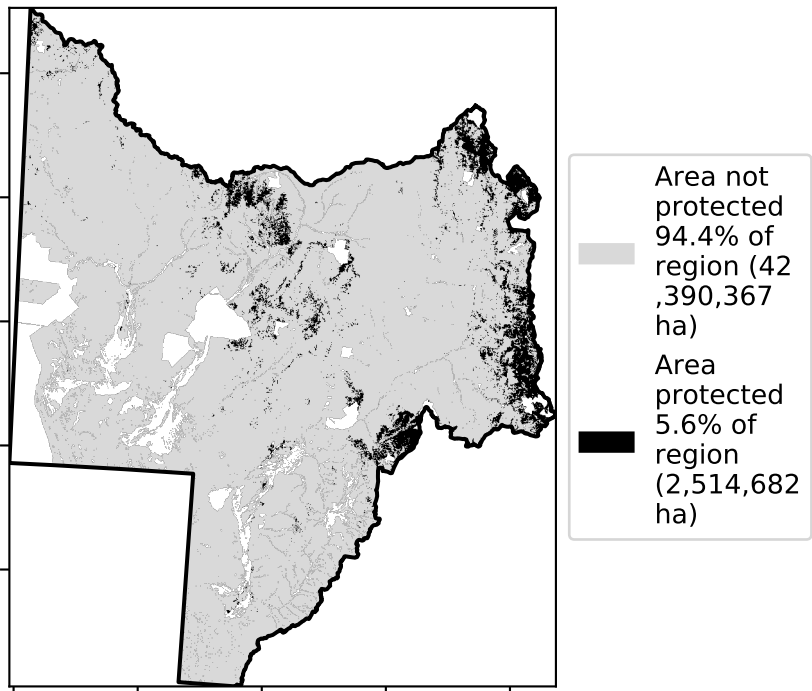 Area not
protected
94.4% of
region (42
,390,367
ha)
Area
protected
5.6% of
region
(2,514,682
ha)